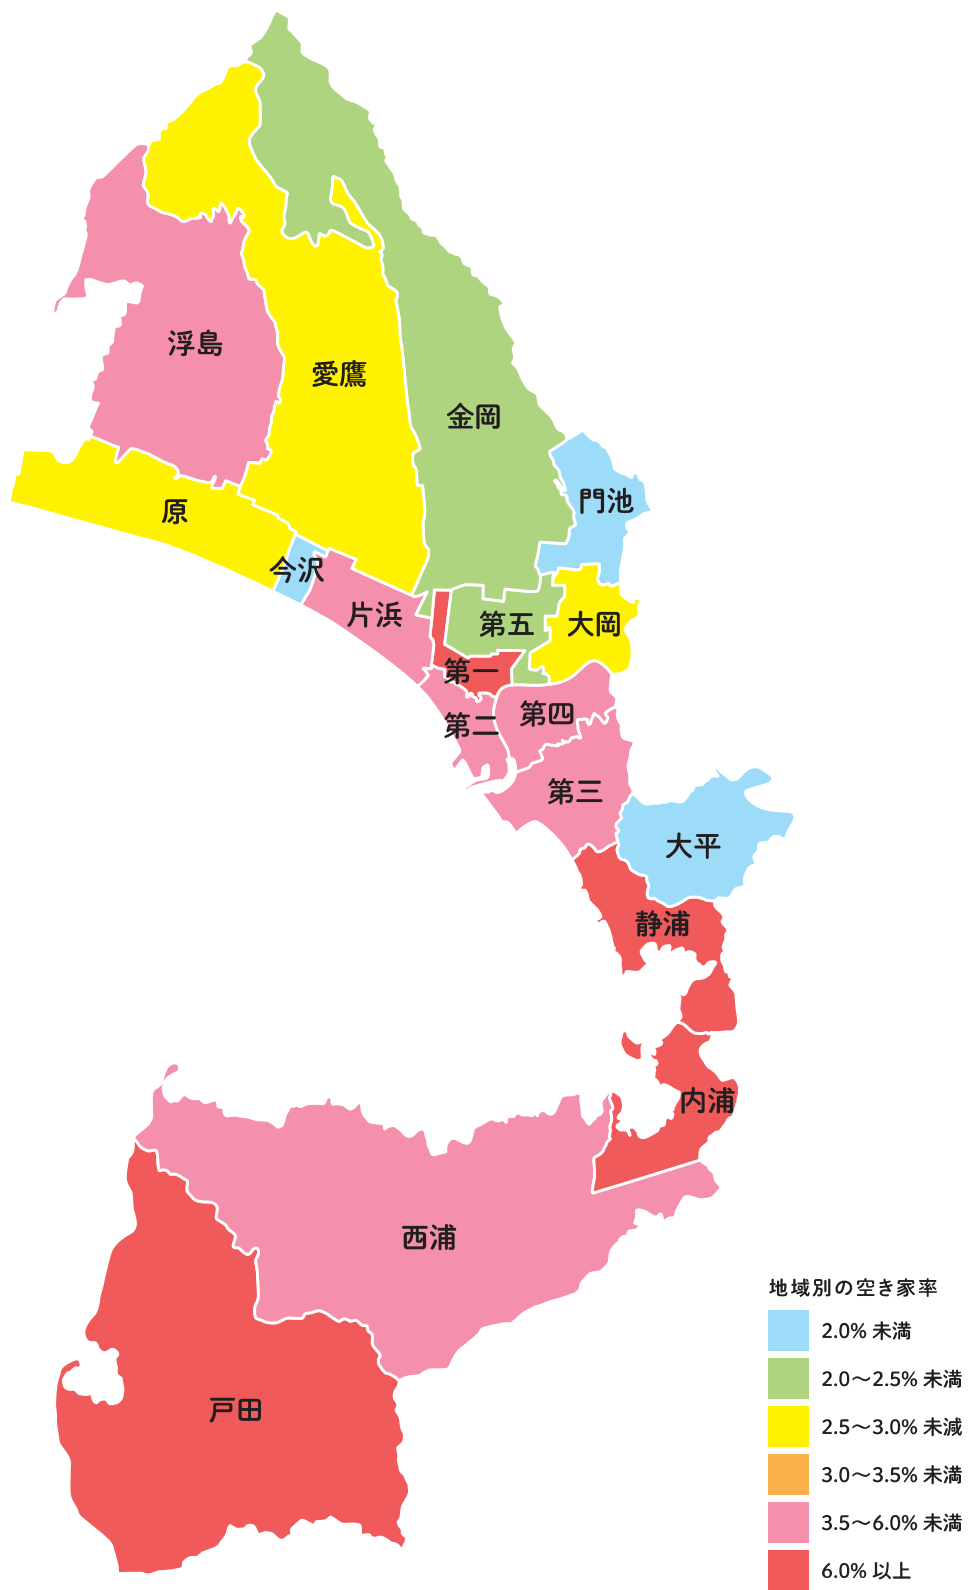 浮島
愛鷹
金岡
門池
原
今沢
片浜
第五
大岡
第一
第二
第四
第三
大平
静浦
内浦
西浦
戸田
地域別の空き家率
2.0% 未満
2.0～2.5% 未満
2.5～3.0% 未減
3.0～3.5% 未満
3.5～6.0% 未満
6.0% 以上